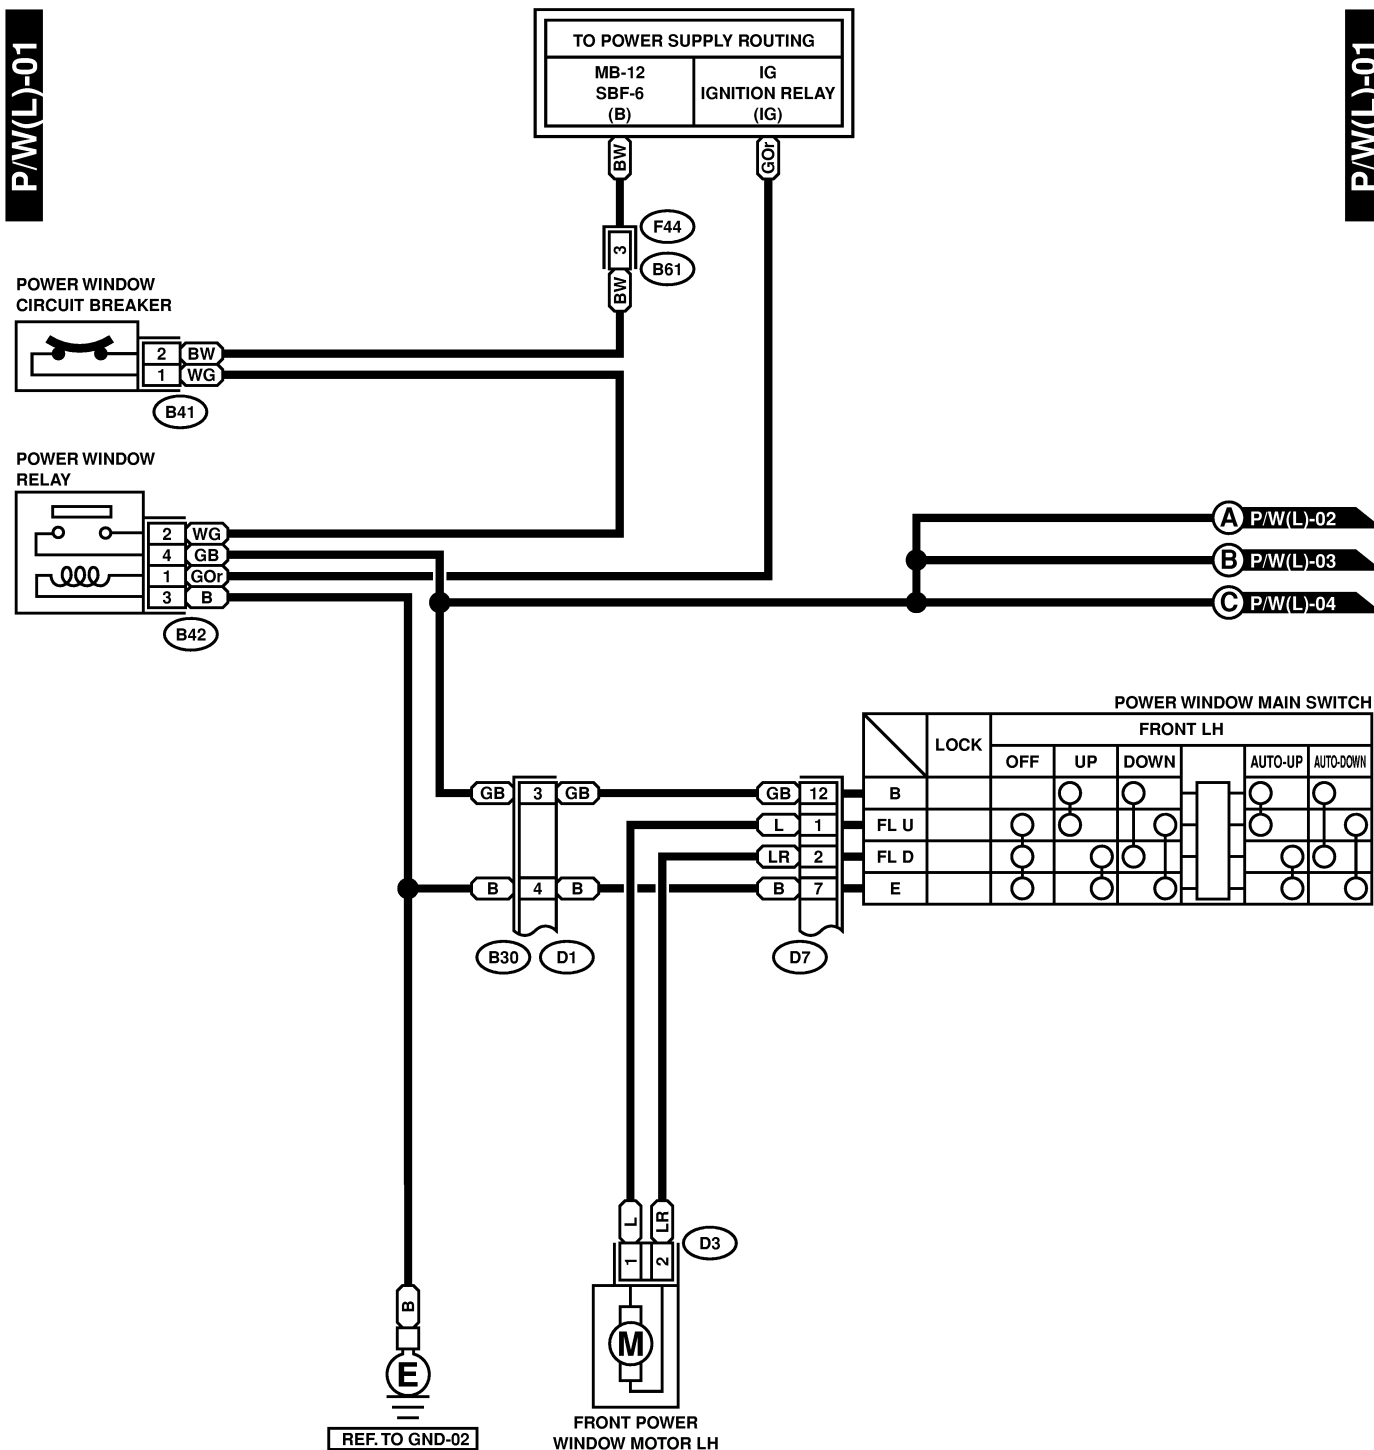 P/W(L)-01
P/W(L)-01
TO POWER SUPPLY ROUTING
MB-12
SBF-6
(B)
IG
IGNITION RELAY
(IG)
BW
GOr
3
F44
B61
BW
POWER WINDOW
CIRCUIT BREAKER
2 BW
1 WG
B41
POWER WINDOW
RELAY
2 WG
4 GB
1 GOr
3 B
B42
A P/W(L)-02
B P/W(L)-03
C P/W(L)-04
POWER WINDOW MAIN SWITCH
LOCK
FRONT LH
OFF UP DOWN AUTO-UP AUTO-DOWN
GB 3 GB GB 12 B
L 1 FL U
LR 2 FL D
B 4 B B 7 E
B30 D1 D7
L LR
D3
1 2
B
M
E
REF. TO GND-02
FRONT POWER
WINDOW MOTOR LH